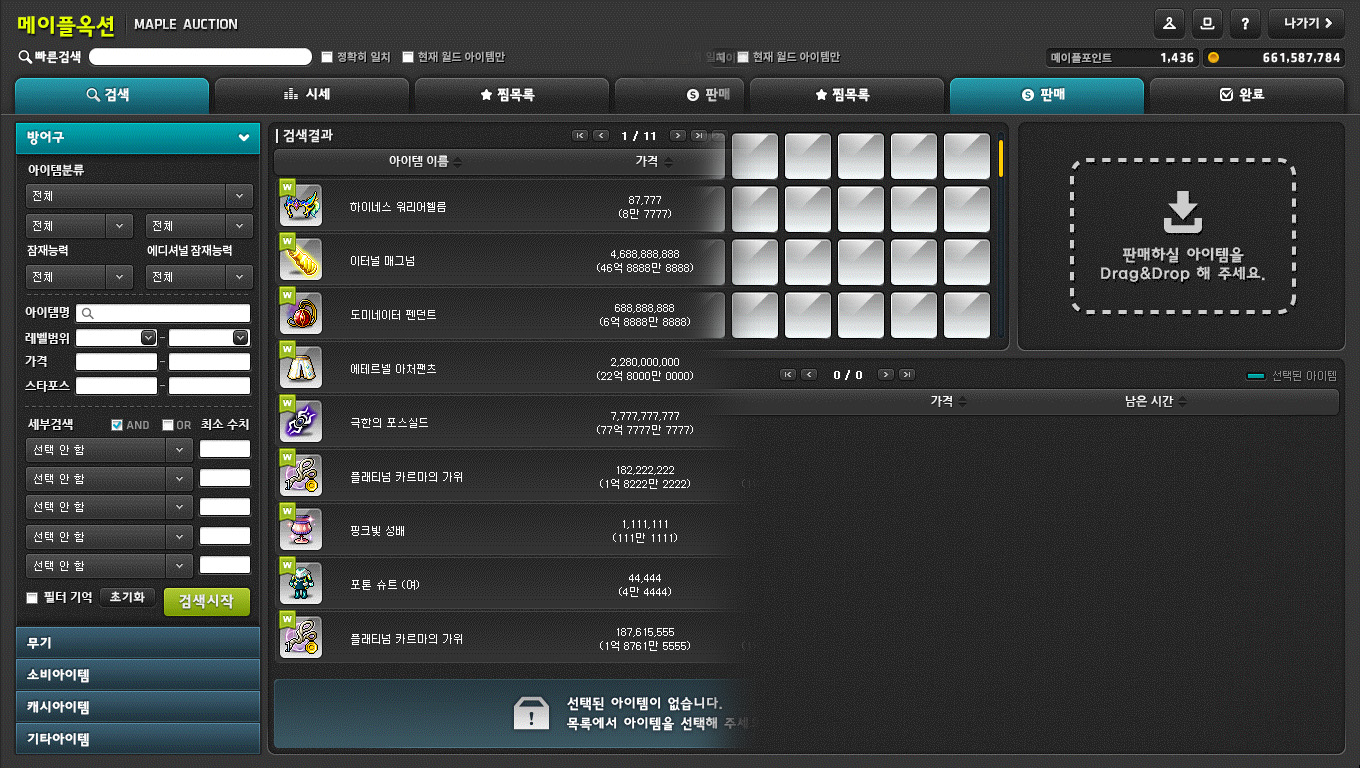 메이플옥션 MAPLE AUCTION
나가기
빠른검색 정확히 일치 현재 월드 아이템만 현재 월드 아이템만
메이플포인트 1,436 661,587,784
검색 시세 찜목록 판매 찜목록 판매 완료
방어구
아이템분류
전체
전체 전체
잠재능력 에디셔널 잠재능력
전체 전체
아이템명
레벨범위 -
가격 -
스타포스 -
세부검색 AND OR 최소 수치
선택 안 함
선택 안 함
선택 안 함
선택 안 함
선택 안 함
필터 기억 초기화 검색시작
무기
소비아이템
캐시아이템
기타아이템
검색결과 1 / 11
아이템 이름 가격
W
하이네스 워리어헬름 87,777
(8만 7777)
W
이터널 매그넘 4,688,888,888
(46억 8888만 8888)
W
도미네이터 펜던트 688,888,888
(6억 8888만 8888)
W
에테르넬 아처팬츠 2,280,000,000
(22억 8000만 0000)
W
극한의 포스실드 7,777,777,777
(77억 7777만 7777)
W
1
플래티넘 카르마의 가위 182,222,222
(1억 8222만 2222)
W
핑크빛 성배 1,111,111
(111만 1111)
W
포톤 슈트 (여) 44,444
(4만 4444)
W
1
플래티넘 카르마의 가위 187,615,555
(1억 8761만 5555)
선택된 아이템이 없습니다.
목록에서 아이템을 선택해 주세요
판매하실 아이템을
Drag&Drop 해 주세요.
0 / 0 선택된 아이템
가격 남은 시간